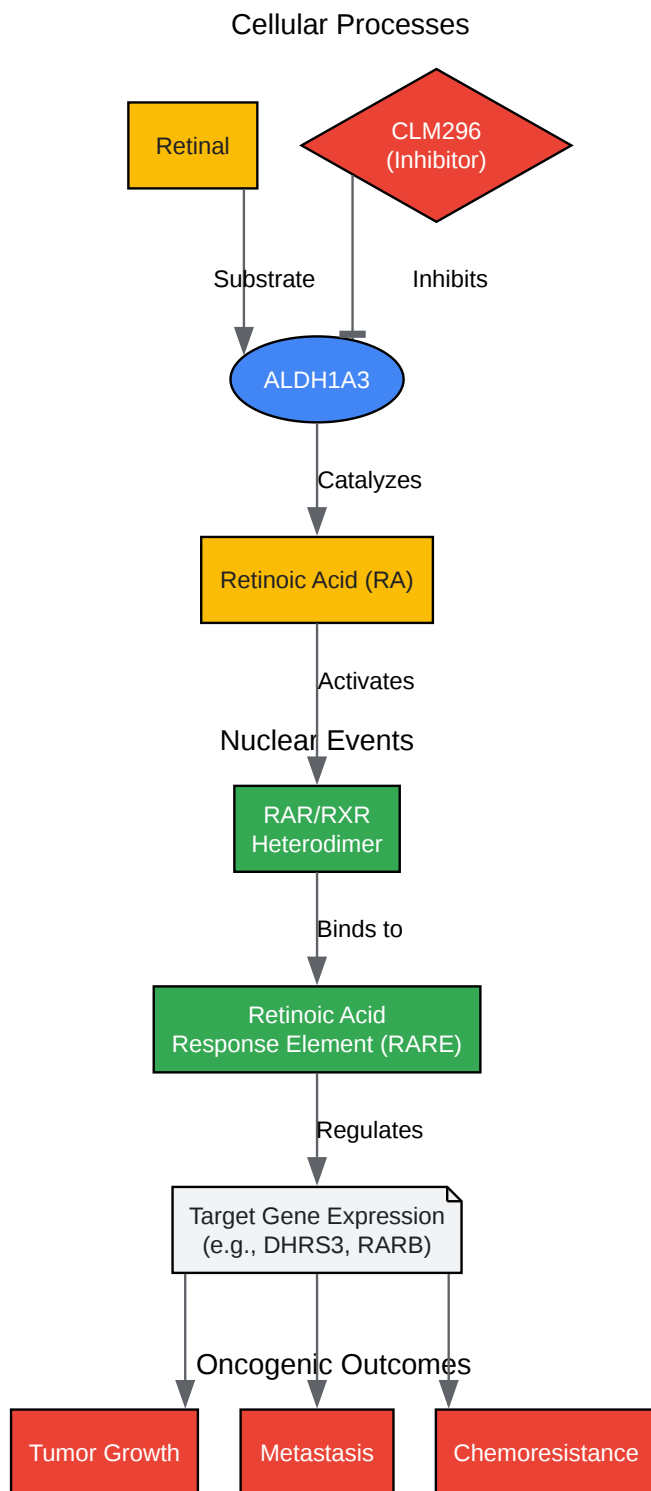 Cellular Processes
Retinal
CLM296
(Inhibitor)
Substrate
Inhibits
ALDH1A3
Catalyzes
Retinoic Acid (RA)
Activates
Nuclear Events
RAR/RXR
Heterodimer
Binds to
Retinoic Acid
Response Element (RARE)
Regulates
Target Gene Expression
(e.g., DHRS3, RARB)
Oncogenic Outcomes
Tumor Growth
Metastasis
Chemoresistance